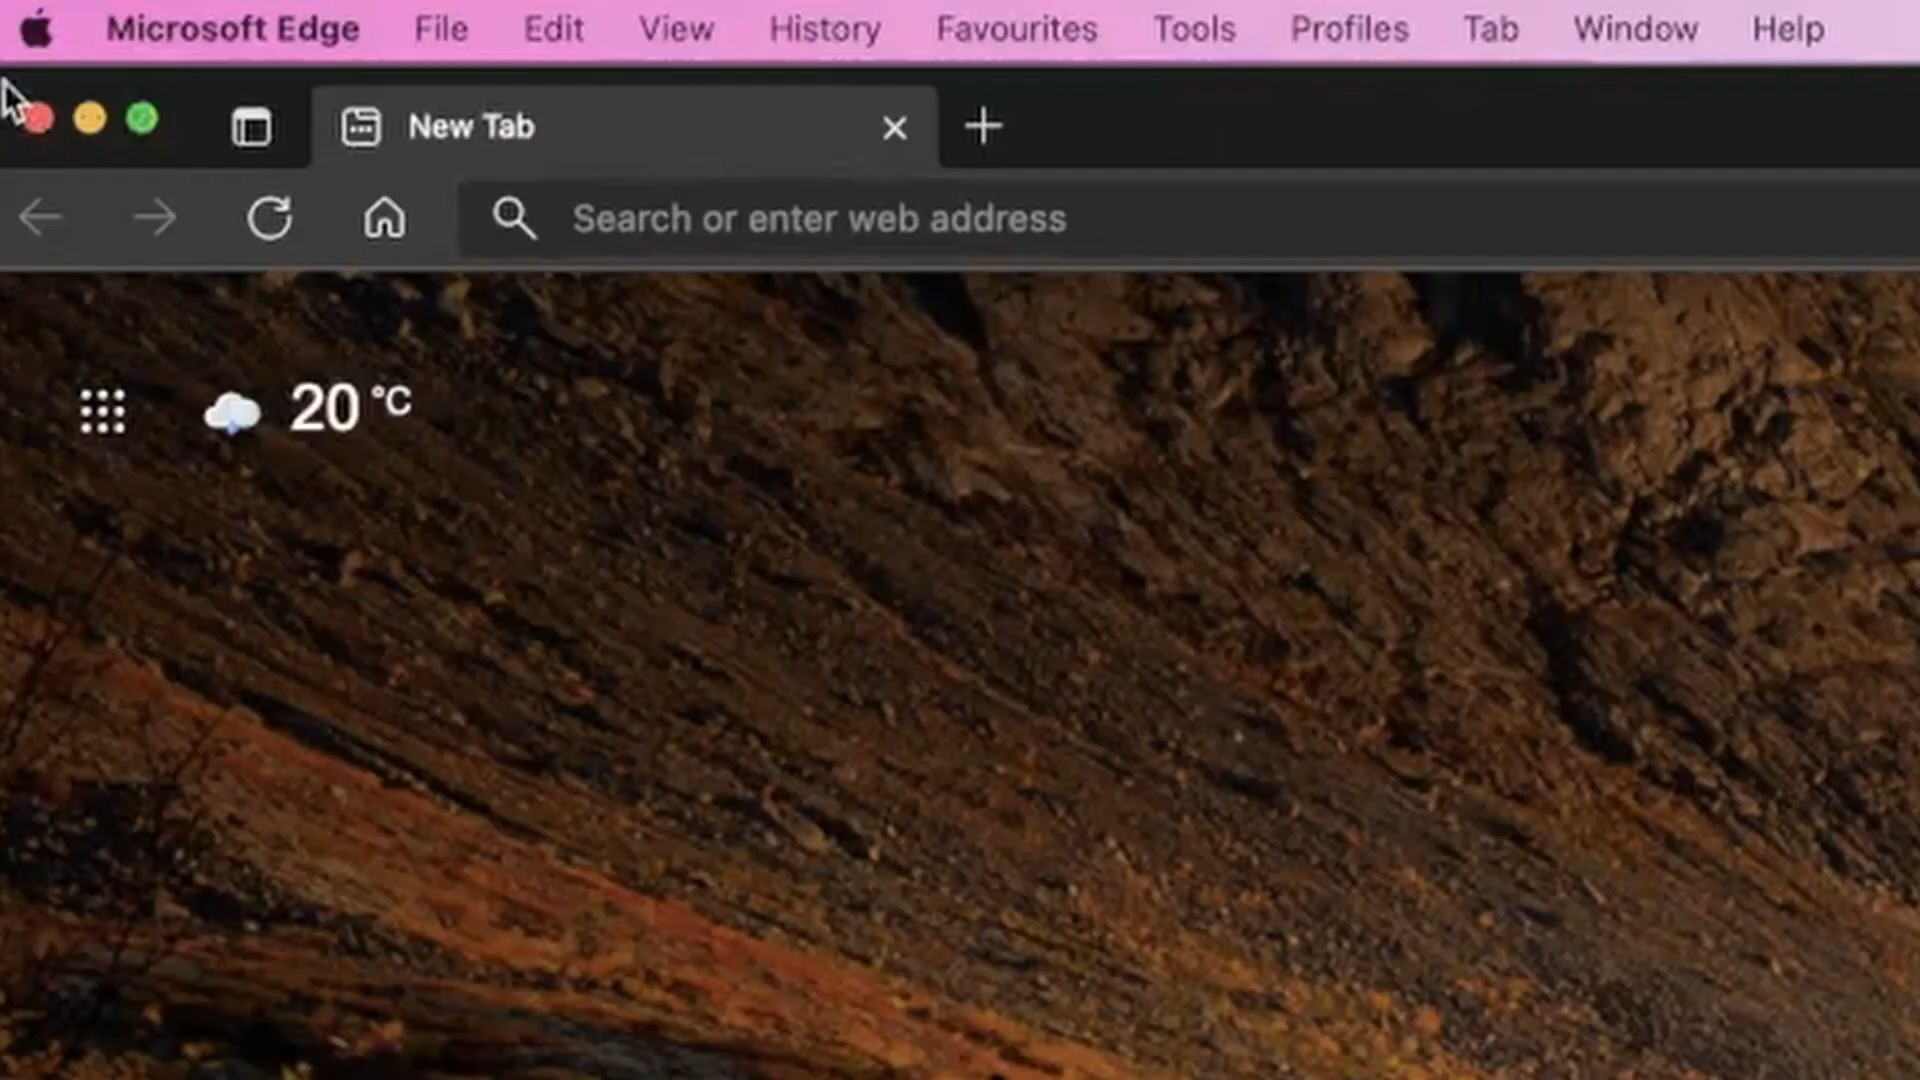 Microsoft Edge File Edit View History Favourites Tools Profiles Tab Window Help
New Tab
Search or enter web address
20 °C